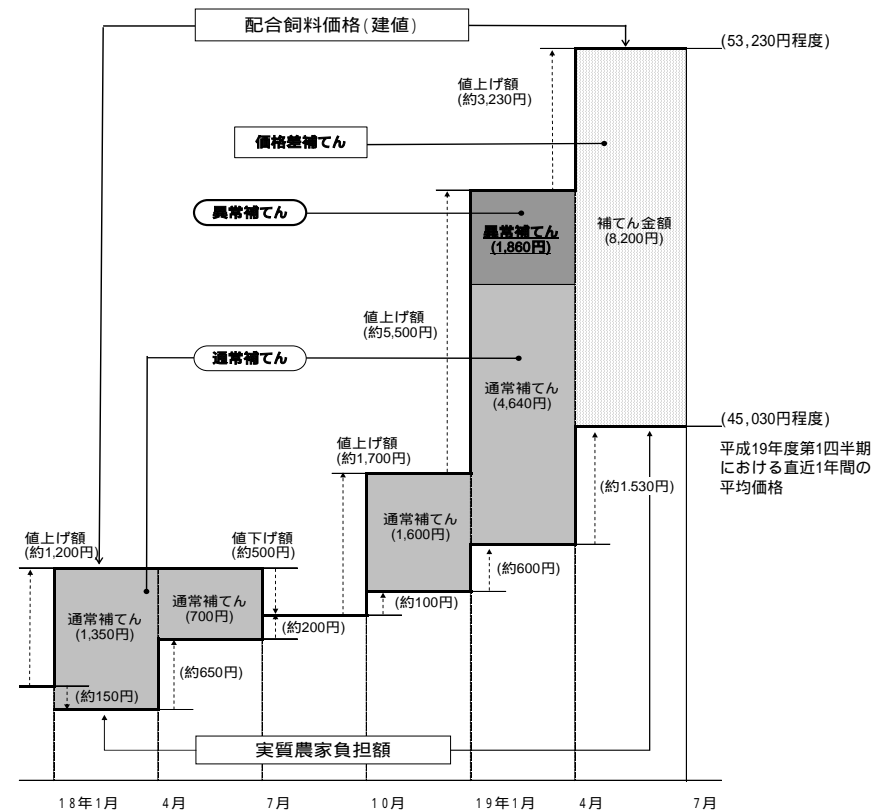 配合飼料価格(建値)
(53,230円程度)
値上げ額
(約3,230円)
価格差補てん
異常補てん
異常補てん
(1,860円)
補てん金額
(8,200円)
値上げ額
(約5,500円)
通常補てん
通常補てん
(4,640円)
(45,030円程度)
平成19年度第1四半期
における直近1年間の
平均価格
値上げ額
(約1,700円)
(約1.530円)
通常補てん
(1,600円)
値上げ額
(約1,200円)
値下げ額
(約500円)
(約600円)
通常補てん
(1,350円)
通常補てん
(700円)
(約100円)
(約200円)
(約650円)
(約150円)
実質農家負担額
18年1月 4月 7月 10月 19年1月 4月 7月